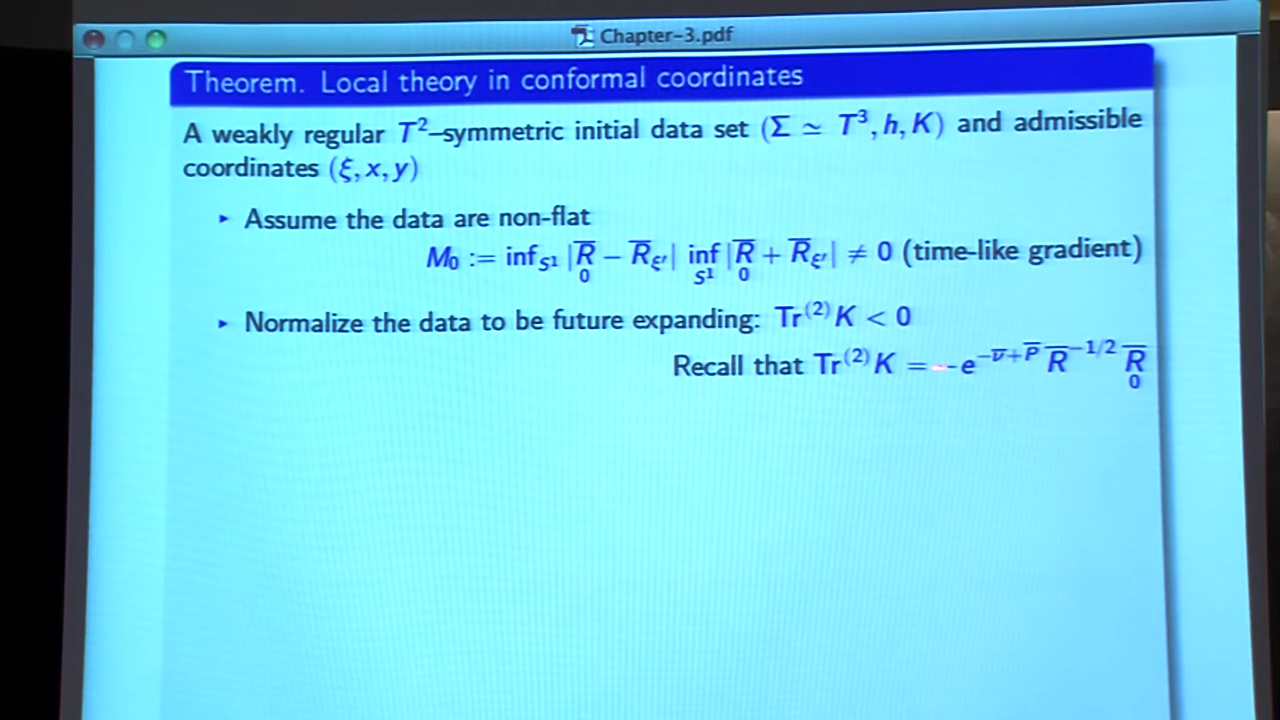 Chapter-3.pdf
Theorem. Local theory in conformal coordinates
A weakly regular T²–symmetric initial data set (Σ ≃ T³, h, K) and admissible
coordinates (ξ, x, y)
▸ Assume the data are non-flat
M₀ := inf_{S¹} |R̅₀ − R̅_{ξ'}| inf_{S¹} |R̅₀ + R̅_{ξ'}| ≠ 0 (time-like gradient)
▸ Normalize the data to be future expanding: Tr⁽²⁾K < 0
Recall that Tr⁽²⁾K = −e^{−ν̅+P̅} R̅^{−1/2} R̅₀